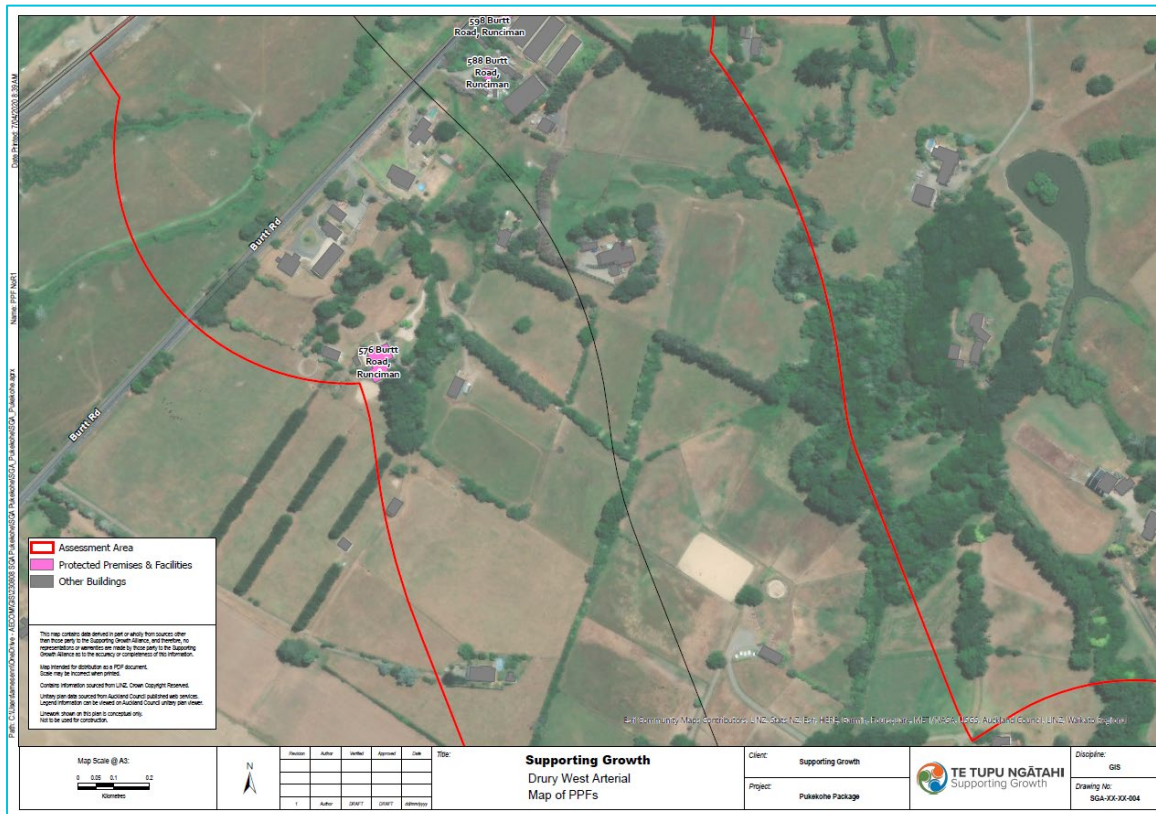 598 Burtt
Road, Runciman
588 Burtt
Road,
Runciman
Burtt Rd
576 Burtt
Road,
Runciman
Burtt Rd
Assessment Area
Protected Premises & Facilities
Other Buildings
This map contains data derived in part or wholly from sources other
than those party to the Supporting Growth Alliance, and therefore, no
representations or warranties are made by those party to the Supporting
Growth Alliance as to the accuracy or completeness of this information.
Map intended for distribution as a PDF document.
Scale may be incorrect when printed.
Contains information sourced from LINZ. Crown Copyright Reserved.
Unitary plan data sourced from Auckland Council published web services.
Legend information can be viewed on Auckland Council unitary plan viewer.
Linework shown on this plan is conceptual only.
Not to be used for construction.
Map Scale @ A3:
0 0.05 0.1 0.2
Kilometres
N
Revision Author Verified Approved Date
1 Author DRAFT DRAFT dd/mm/yyyy
Title:
Supporting Growth
Drury West Arterial
Map of PPFs
Client:
Supporting Growth
Project:
Pukekohe Package
TE TUPU NGĀTAHI
Supporting Growth
Discipline:
GIS
Drawing No:
SGA-XX-XX-004
Name: PPF NoR1